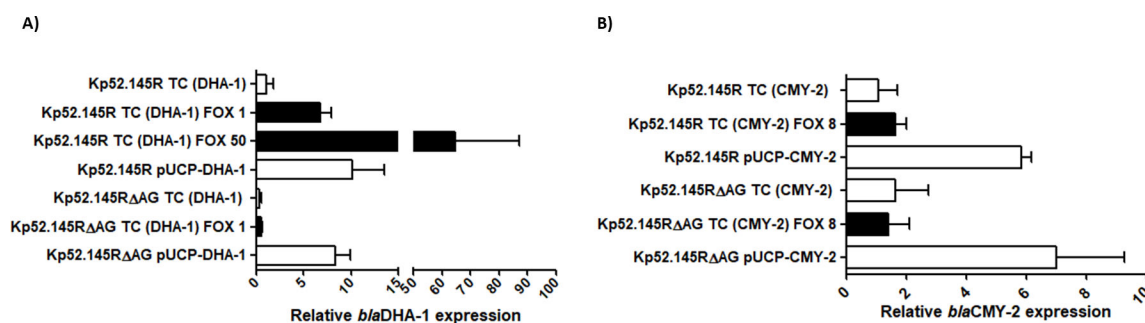 A)
Kp52.145R TC (DHA-1)
Kp52.145R TC (DHA-1) FOX 1
Kp52.145R TC (DHA-1) FOX 50
Kp52.145R pUCP-DHA-1
Kp52.145RΔAG TC (DHA-1)
Kp52.145RΔAG TC (DHA-1) FOX 1
Kp52.145RΔAG pUCP-DHA-1
0 5 10 15 50 60 70 80 90 100
Relative blaDHA-1 expression
B)
Kp52.145R TC (CMY-2)
Kp52.145R TC (CMY-2) FOX 8
Kp52.145R pUCP-CMY-2
Kp52.145RΔAG TC (CMY-2)
Kp52.145RΔAG TC (CMY-2) FOX 8
Kp52.145RΔAG pUCP-CMY-2
0 2 4 6 8 10
Relative blaCMY-2 expression